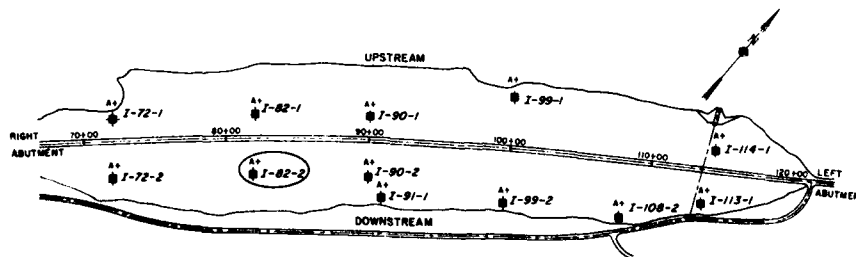 N
UPSTREAM
A+
I-99-1
A+
I-72-1
A+
I-82-1
A+
I-90-1
70+00
80+00
90+00
100+00
110+00
120+00
RIGHT
ABUTMENT
A+
I-114-1
LEFT
ABUTMENT
A+
I-72-2
A+
I-82-2
A+
I-90-2
A+
I-91-1
A+
I-99-2
A+
I-108-2
A+
I-113-1
DOWNSTREAM